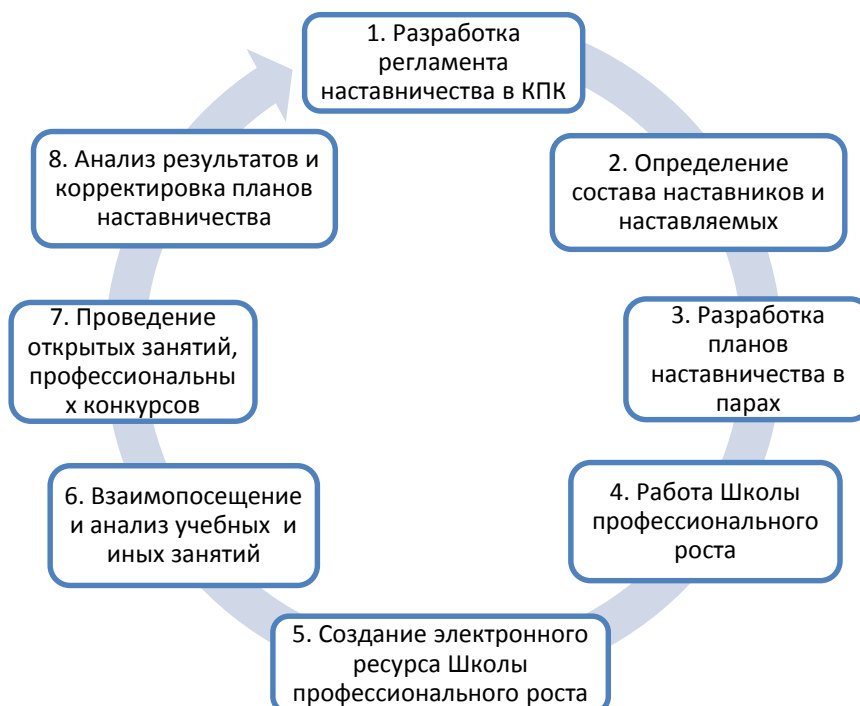 1. Разработка
регламента
наставничества в КПК
2. Определение
состава наставников и
наставляемых
3. Разработка
планов
наставничества в
парах
4. Работа Школы
профессионального
роста
5. Создание электронного
ресурса Школы
профессионального роста
6. Взаимопосещение
и анализ учебных  и
иных занятий
7. Проведение
открытых занятий,
профессиональны
х конкурсов
8. Анализ результатов и
корректировка планов
наставничества